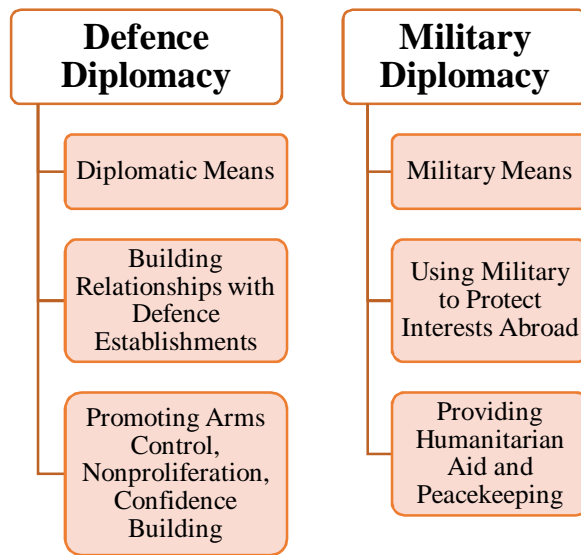 Defence
Diplomacy
Diplomatic Means
Building
Relationships with
Defence
Establishments
Promoting Arms
Control,
Nonproliferation,
Confidence
Building
Military
Diplomacy
Military Means
Using Military
to Protect
Interests Abroad
Providing
Humanitarian
Aid and
Peacekeeping